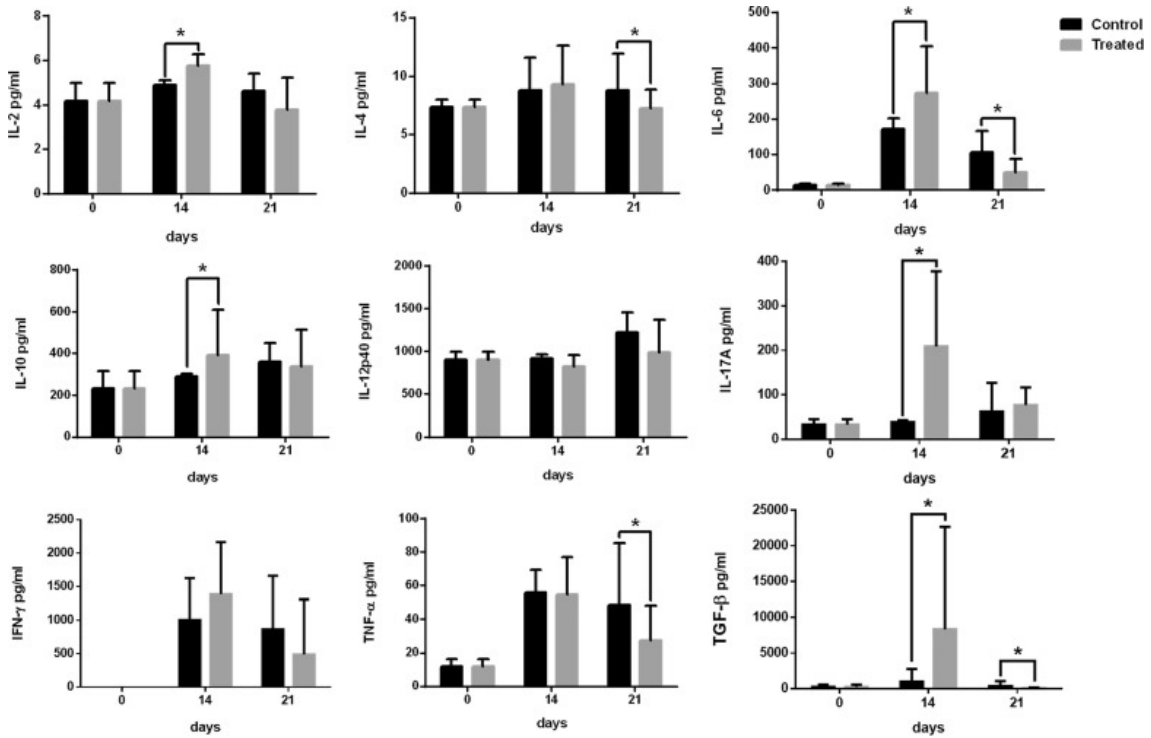 IL-2 pg/ml
8
6
4
2
0
*
0 14 21
days
IL-4 pg/ml
15
10
5
0
*
0 14 21
days
IL-6 pg/ml
500
400
300
200
100
0
*
*
0 14 21
days
Control
Treated
IL-10 pg/ml
800
600
400
200
0
*
0 14 21
days
IL-12p40 pg/ml
2000
1500
1000
500
0
0 14 21
days
IL-17A pg/ml
400
300
200
100
0
*
0 14 21
days
IFN-γ pg/ml
2500
2000
1500
1000
500
0
0 14 21
days
TNF-α pg/ml
100
80
60
40
20
0
*
0 14 21
days
TGF-β pg/ml
25000
20000
15000
10000
5000
0
*
*
0 14 21
days